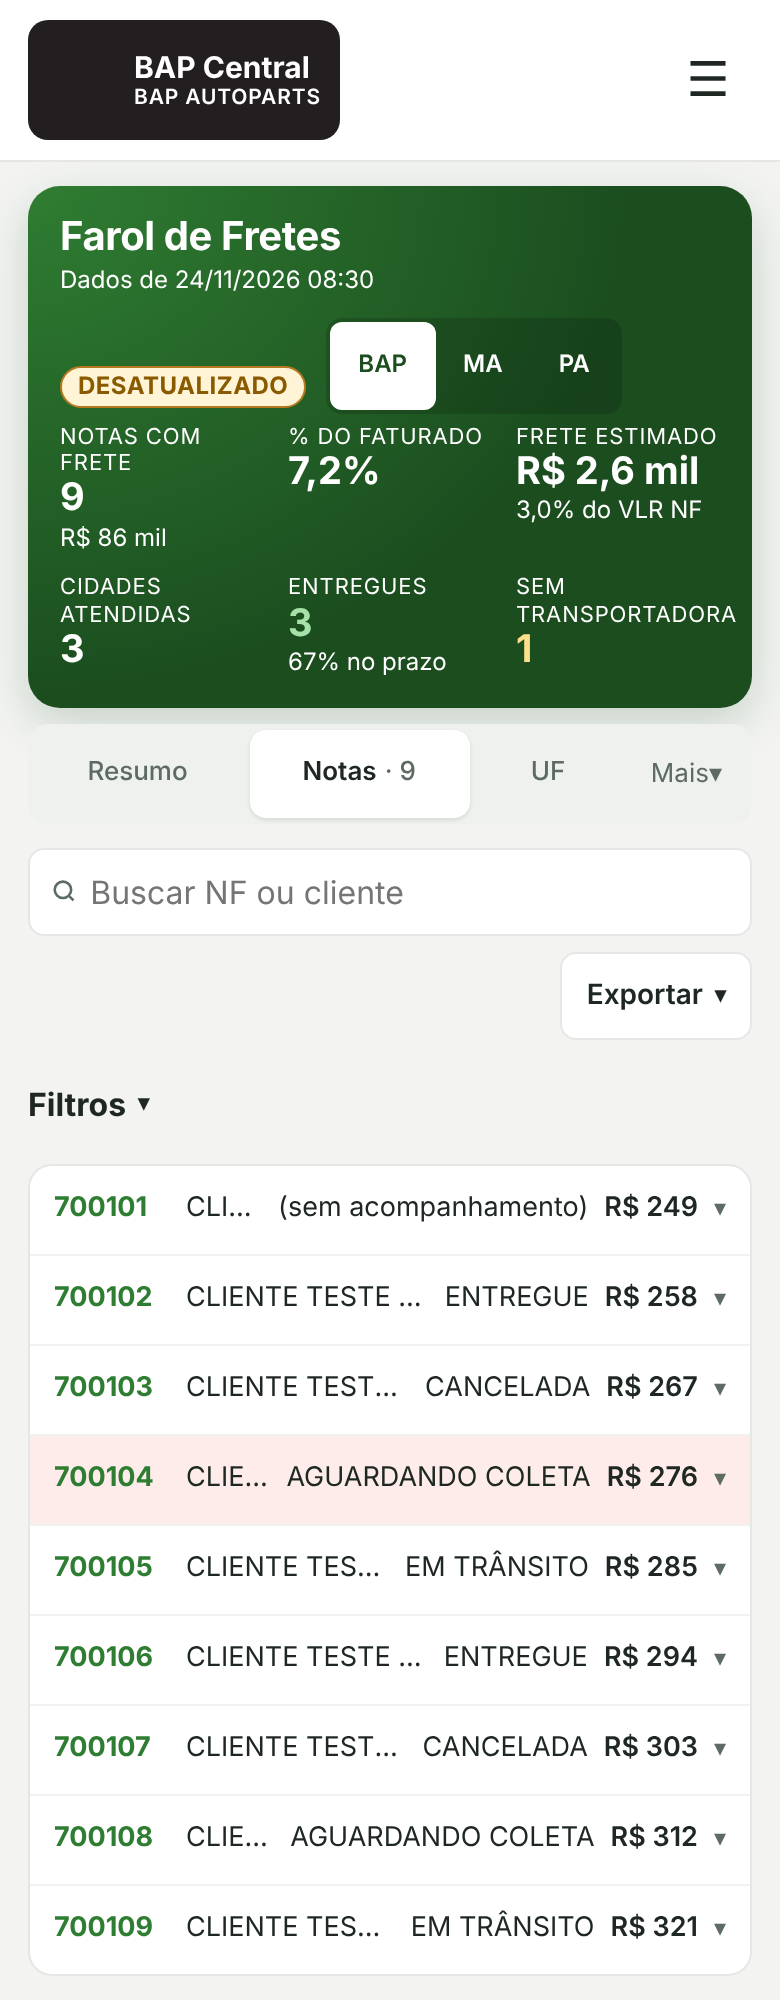 BAP Central
BAP AUTOPARTS
☰
Farol de Fretes
Dados de 24/11/2026 08:30
DESATUALIZADO
BAP MA PA
NOTAS COM FRETE
9
R$ 86 mil
% DO FATURADO
7,2%
FRETE ESTIMADO
R$ 2,6 mil
3,0% do VLR NF
CIDADES ATENDIDAS
3
ENTREGUES
3
67% no prazo
SEM TRANSPORTADORA
1
Resumo Notas · 9 UF Mais▾
Buscar NF ou cliente
Exportar ▾
Filtros ▾
700101 CLI... (sem acompanhamento) R$ 249 ▾
700102 CLIENTE TESTE ... ENTREGUE R$ 258 ▾
700103 CLIENTE TEST... CANCELADA R$ 267 ▾
700104 CLIE... AGUARDANDO COLETA R$ 276 ▾
700105 CLIENTE TES... EM TRÂNSITO R$ 285 ▾
700106 CLIENTE TESTE ... ENTREGUE R$ 294 ▾
700107 CLIENTE TEST... CANCELADA R$ 303 ▾
700108 CLIE... AGUARDANDO COLETA R$ 312 ▾
700109 CLIENTE TES... EM TRÂNSITO R$ 321 ▾